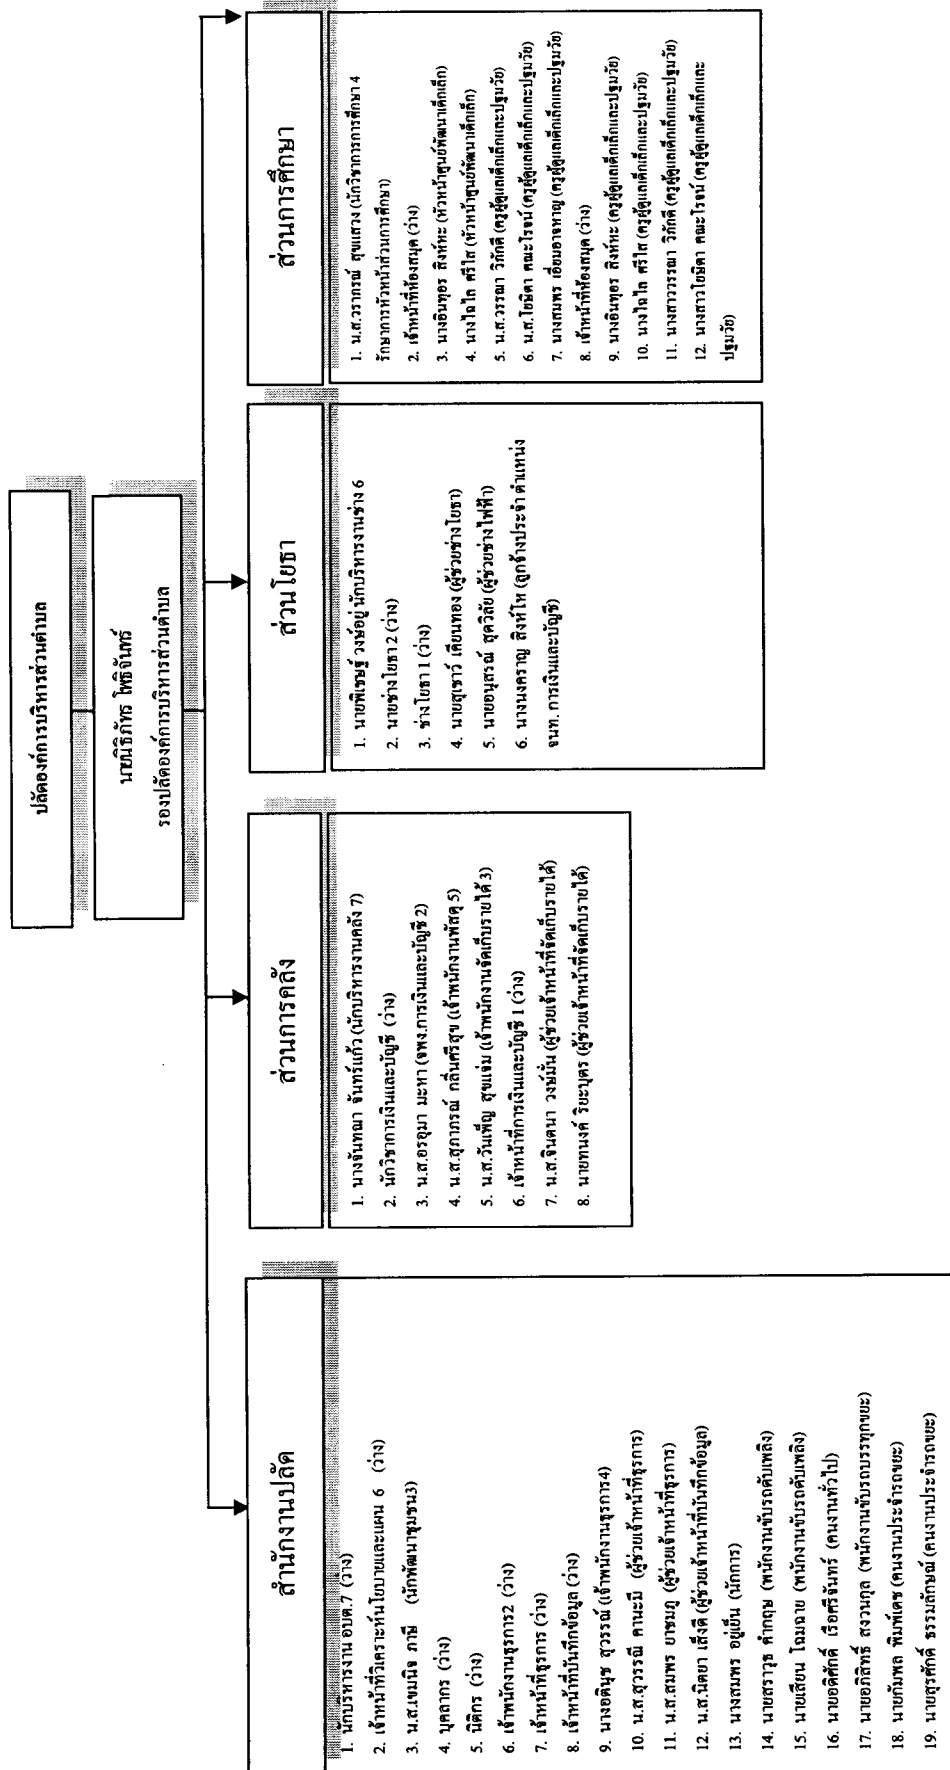 ปลัดองค์การบริหารส่วนตำบล
นายนิธิภัทร โพธิจันทร์
รองปลัดองค์การบริหารส่วนตำบล
สำนักงานปลัด
1. นักบริหารงาน อบต.7 (ว่าง)
2. เจ้าหน้าที่วิเคราะห์นโยบายและแผน 6 (ว่าง)
3. น.ส.เขมนิจ ภาษี (นักพัฒนาชุมชน3)
4. บุคลากร (ว่าง)
5. นิติกร (ว่าง)
6. เจ้าพนักงานธุรการ2 (ว่าง)
7. เจ้าหน้าที่ธุรการ (ว่าง)
8. เจ้าหน้าที่บันทึกข้อมูล (ว่าง)
9. นางอตินุช สุวรรณ์ (เจ้าพนักงานธุรการ4)
10. น.ส.สุวรรณี คานะมี (ผู้ช่วยเจ้าหน้าที่ธุรการ)
11. น.ส.สมพร ยาชมภู (ผู้ช่วยเจ้าหน้าที่ธุรการ)
12. น.ส.นิตยา เส็งดี (ผู้ช่วยเจ้าหน้าที่บันทึกข้อมูล)
13. นางสมพร อยู่เย็น (นักการ)
14. นายสราวุธ คำกฤษ (พนักงานขับรถดับเพลิง)
15. นายเสียน โฉมฉาย (พนักงานขับรถดับเพลิง)
16. นายอดิศักดิ์ เรือศรีจันทร์ (คนงานทั่วไป)
17. นายอภิสิทธิ์ สงวนกุล (พนักงานขับรถบรรทุกขยะ)
18. นายกัมพล พิมพ์เดช (คนงานประจำรถขยะ)
19. นายสุรศักดิ์ ธรรมลักษณ์ (คนงานประจำรถขยะ)
ส่วนการคลัง
1. นางจันทณา จันทร์แก้ว (นักบริหารงานคลัง 7)
2. นักวิชาการเงินและบัญชี (ว่าง)
3. น.ส.อรอุมา มะหา (จพง.การเงินและบัญชี 2)
4. น.ส.สุภาภรณ์ กลิ่นศรีสุข (เจ้าพนักงานพัสดุ 5)
5. น.ส.วันเพ็ญ สุขแจ่ม (เจ้าพนักงานจัดเก็บรายได้ 3)
6. เจ้าหน้าที่การเงินและบัญชี 1 (ว่าง)
7. น.ส.จินตนา วงษ์มั่น (ผู้ช่วยเจ้าหน้าที่จัดเก็บรายได้)
8. นายทนงค์ ริยะบุตร (ผู้ช่วยเจ้าหน้าที่จัดเก็บรายได้)
ส่วนโยธา
1. นายพิเชษฐ์ วงษ์อยู่ นักบริหารงานช่าง 6
2. นายช่างโยธา 2 (ว่าง)
3. ช่างโยธา 1 (ว่าง)
4. นายสุเชาว์ เคียนทอง (ผู้ช่วยช่างโยธา)
5. นายอนุสรณ์ สุดวิลัย (ผู้ช่วยช่างไฟฟ้า)
6. นางนงคราญ สิงห์โท (ลูกจ้างประจำ ตำแหน่ง
จนท. การเงินและบัญชี)
ส่วนการศึกษา
1. น.ส.วราภรณ์ สุขแสวง (นักวิชาการการศึกษา 4
รักษาการหัวหน้าส่วนการศึกษา)
2. เจ้าหน้าที่ห้องสมุด (ว่าง)
3. นางอินทุอร สิงห์ทะ (หัวหน้าศูนย์พัฒนาเด็กเล็ก)
4. นางไฉไล ศรีใส (หัวหน้าศูนย์พัฒนาเด็กเล็ก)
5. น.ส.วรรณา วิภักดี (ครูผู้ดูแลเด็กเล็กและปฐมวัย)
6. น.ส.โยษิตา คณะโรจน์ (ครูผู้ดูแลเด็กเล็กและปฐมวัย)
7. นางสมพร เอี่ยมอาจหาญ (ครูผู้ดูแลเด็กเล็กและปฐมวัย)
8. เจ้าหน้าที่ห้องสมุด (ว่าง)
9. นางอินทุอร สิงห์ทะ (ครูผู้ดูแลเด็กเล็กและปฐมวัย)
10. นางไฉไล ศรีใส (ครูผู้ดูแลเด็กเล็กและปฐมวัย)
11. นางสาววรรณา วิภักดี (ครูผู้ดูแลเด็กเล็กและปฐมวัย)
12. นางสาวโยษิตา คณะโรจน์ (ครูผู้ดูแลเด็กเล็กและ
ปฐมวัย)